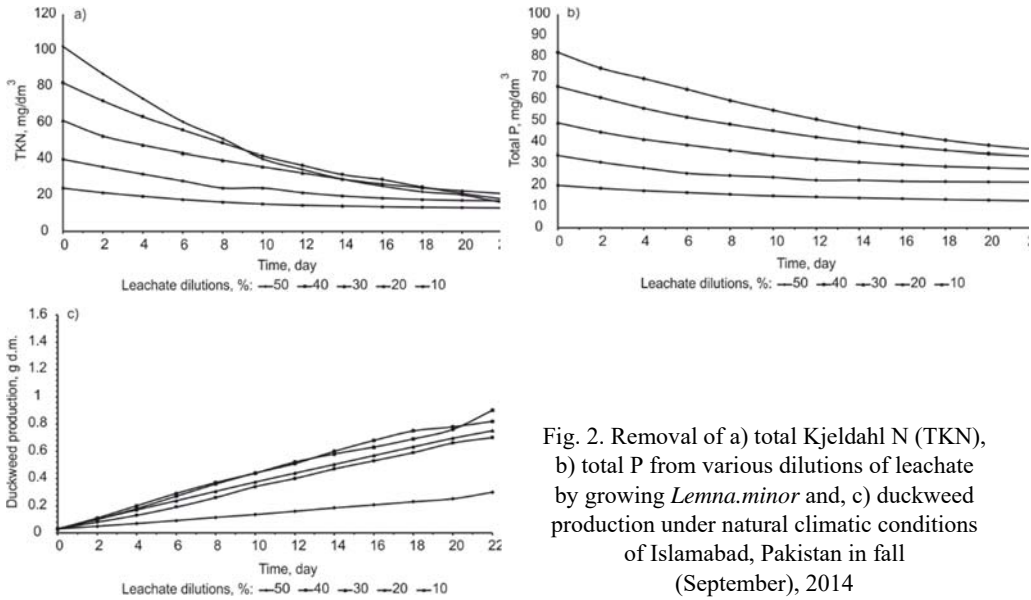 a)
120
100
80
60
40
20
0
TKN, mg/dm³
0 2 4 6 8 10 12 14 16 18 20 2
Time, day
Leachate dilutions, %: 50 40 30 20 10
b)
100
90
80
70
60
50
40
30
20
10
0
Total P, mg/dm³
0 2 4 6 8 10 12 14 16 18 20 2
Time, day
Leachate dilutions, %: 50 40 30 20 10
c)
1.6
1.4
1.2
1
0.8
0.6
0.4
0.2
0
Duckweed production, g d.m.
0 2 4 6 8 10 12 14 16 18 20 22
Time, day
Leachate dilutions, %: 50 40 30 20 10
Fig. 2. Removal of a) total Kjeldahl N (TKN),
b) total P from various dilutions of leachate
by growing Lemna.minor and, c) duckweed
production under natural climatic conditions
of Islamabad, Pakistan in fall
(September), 2014